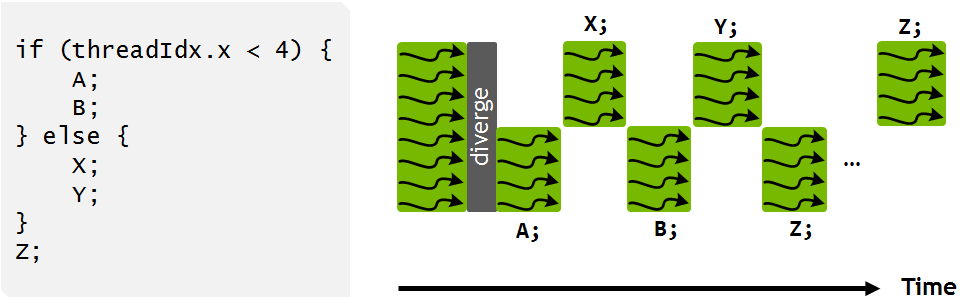 if (threadIdx.x < 4) {
    A;
    B;
} else {
    X;
    Y;
}
Z;
diverge
X;
Y;
Z;
A;
B;
Z;
...
Time